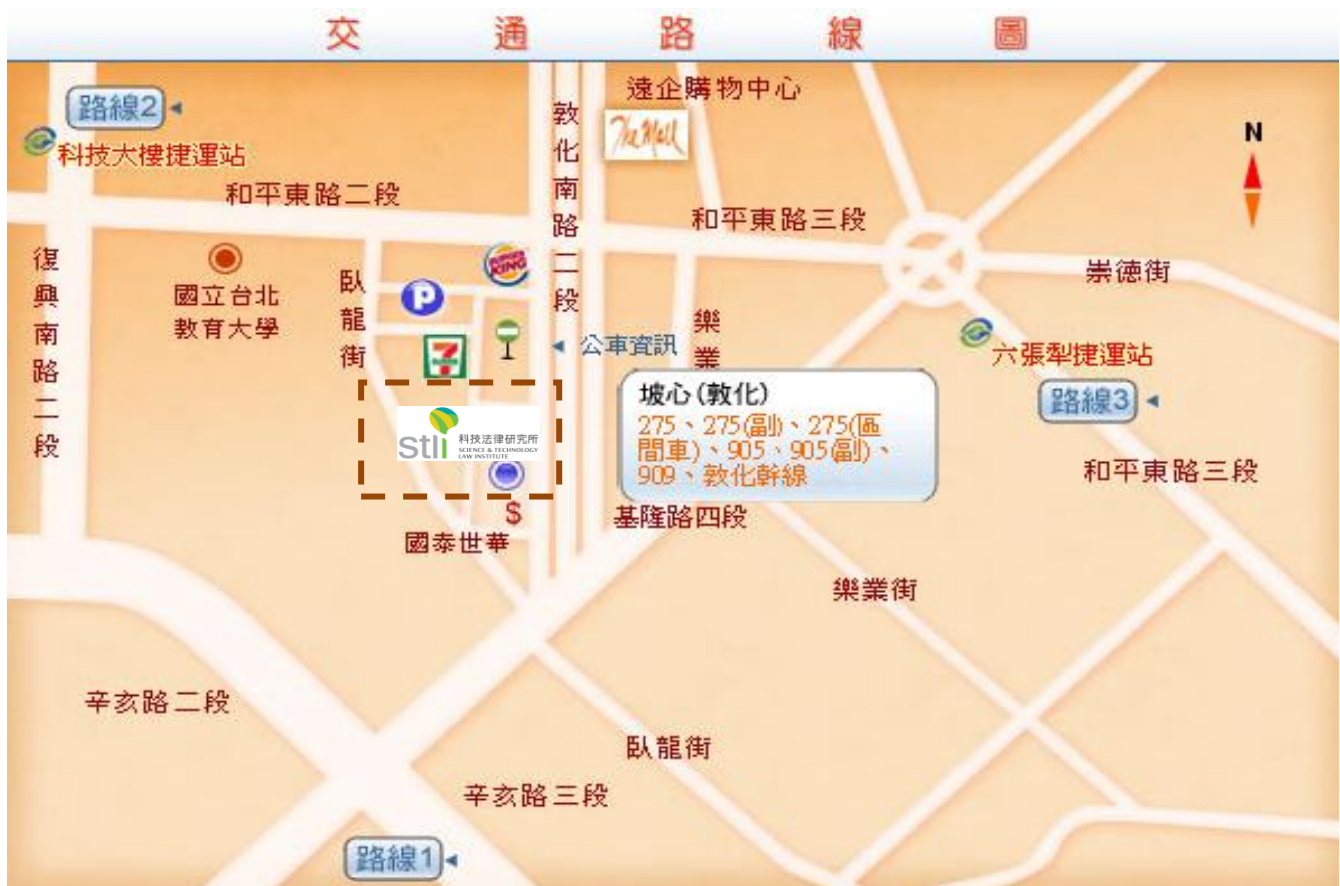 交通路線圖
路線2
科技大樓捷運站
遠企購物中心
The Mall
N
敦化南路二段
和平東路二段
和平東路三段
復興南路二段
國立台北
教育大學
臥龍街
P
BURGER
KING
7
ELEVEN
公車資訊
樂業
崇德街
六張犁捷運站
路線3
和平東路三段
坡心(敦化)
275、275(副)、275(區
間車)、905、905(副)、
909、敦化幹線
stli
科技法律研究所
SCIENCE & TECHNOLOGY
LAW INSTITUTE
$
國泰世華
基隆路四段
樂業街
辛亥路二段
臥龍街
辛亥路三段
路線1